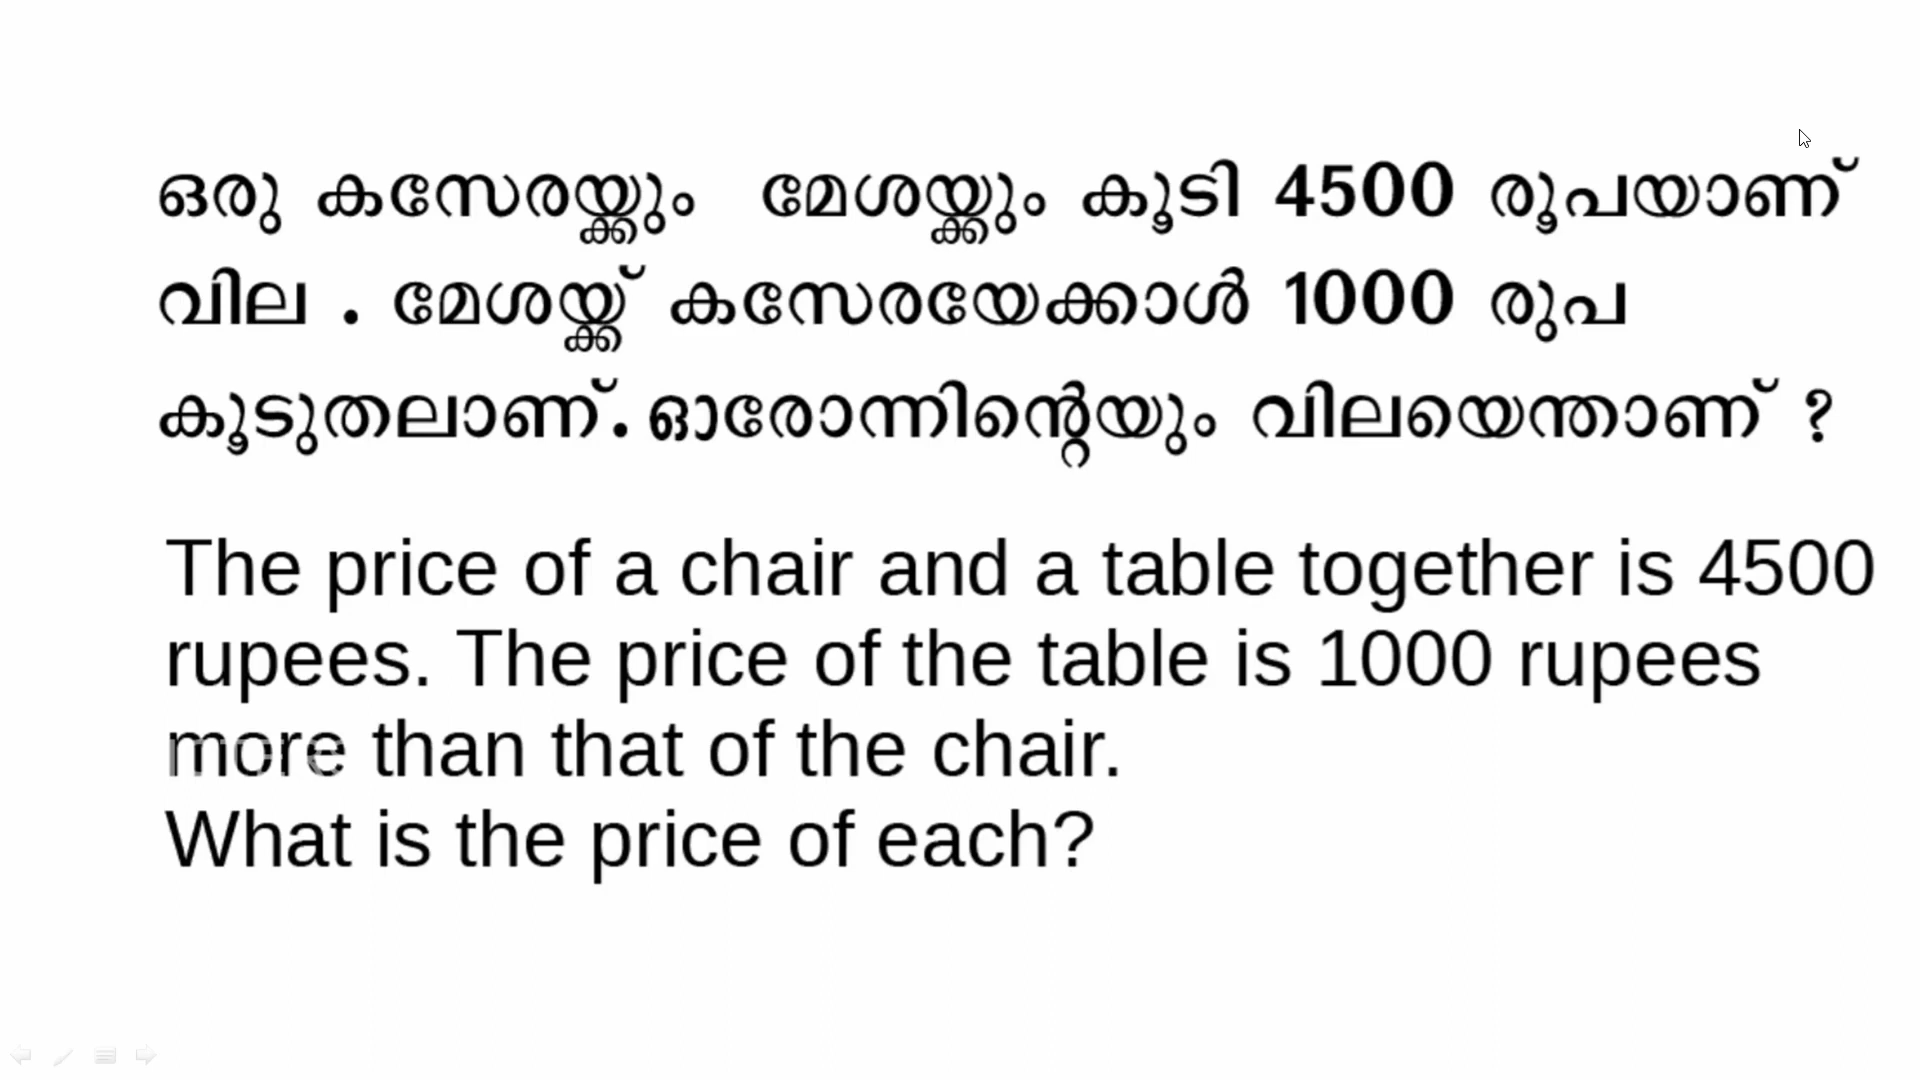 ഒരു കസേരയ്ക്കും മേശയ്ക്കും കൂടി 4500 രൂപയാണ്
വില . മേശയ്ക്ക് കസേരയേക്കാൾ 1000 രുപ
കൂടുതലാണ്. ഓരോന്നിന്റെയും വിലയെന്താണ് ?
The price of a chair and a table together is 4500
rupees. The price of the table is 1000 rupees
more than that of the chair.
What is the price of each?